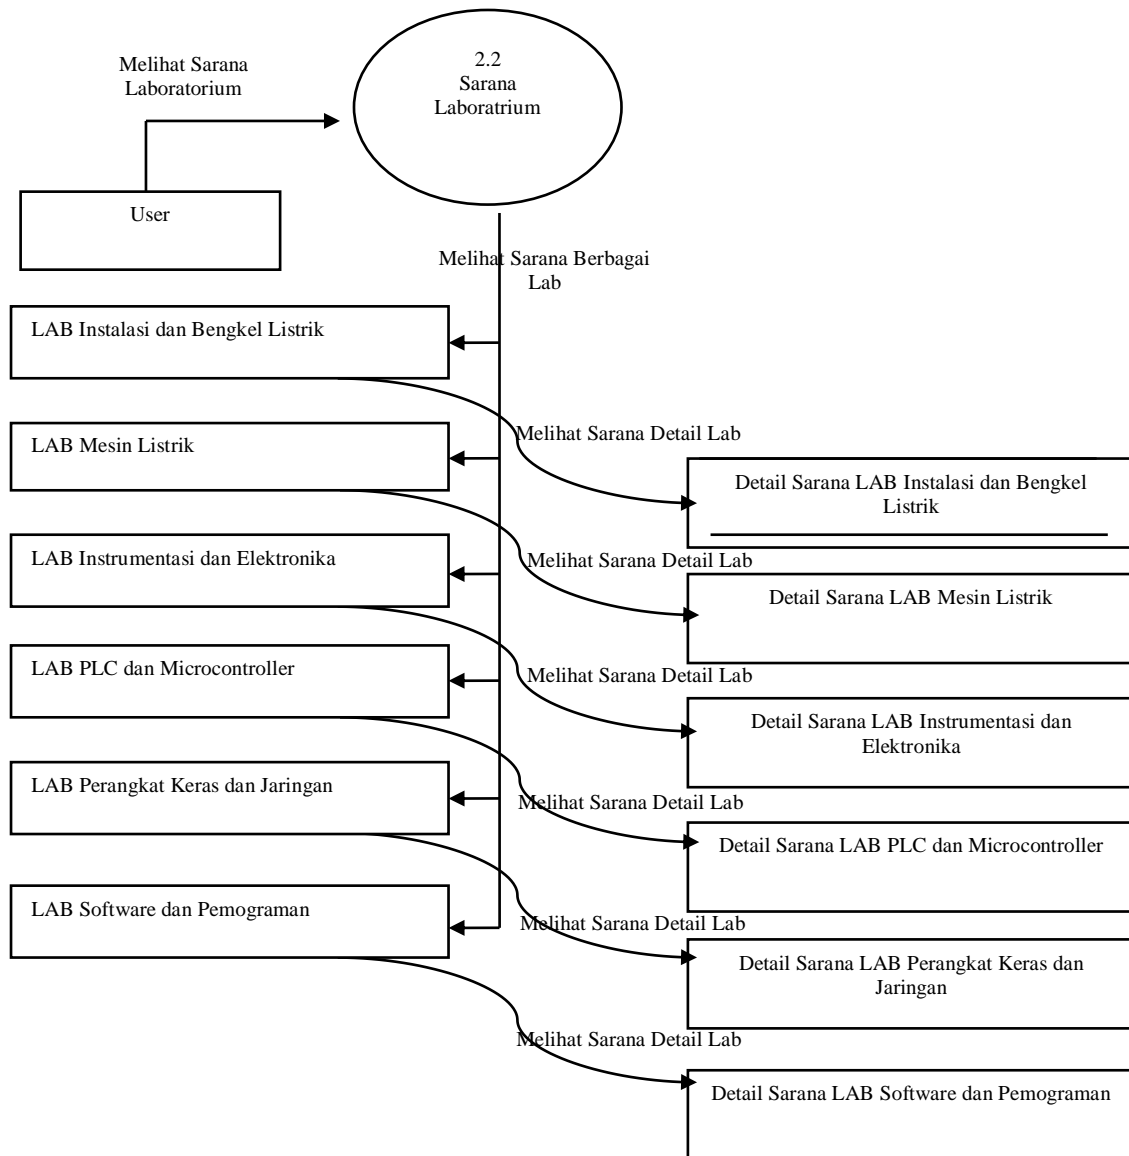 Melihat Sarana
Laboratorium
2.2
Sarana
Laboratrium
User
Melihat Sarana Berbagai
Lab
LAB Instalasi dan Bengkel Listrik
Melihat Sarana Detail Lab
LAB Mesin Listrik
Detail Sarana LAB Instalasi dan Bengkel
Listrik
LAB Instrumentasi dan Elektronika
Melihat Sarana Detail Lab
Detail Sarana LAB Mesin Listrik
LAB PLC dan Microcontroller
Melihat Sarana Detail Lab
Detail Sarana LAB Instrumentasi dan
Elektronika
LAB Perangkat Keras dan Jaringan
Melihat Sarana Detail Lab
Detail Sarana LAB PLC dan Microcontroller
LAB Software dan Pemograman
Melihat Sarana Detail Lab
Detail Sarana LAB Perangkat Keras dan
Jaringan
Melihat Sarana Detail Lab
Detail Sarana LAB Software dan Pemograman